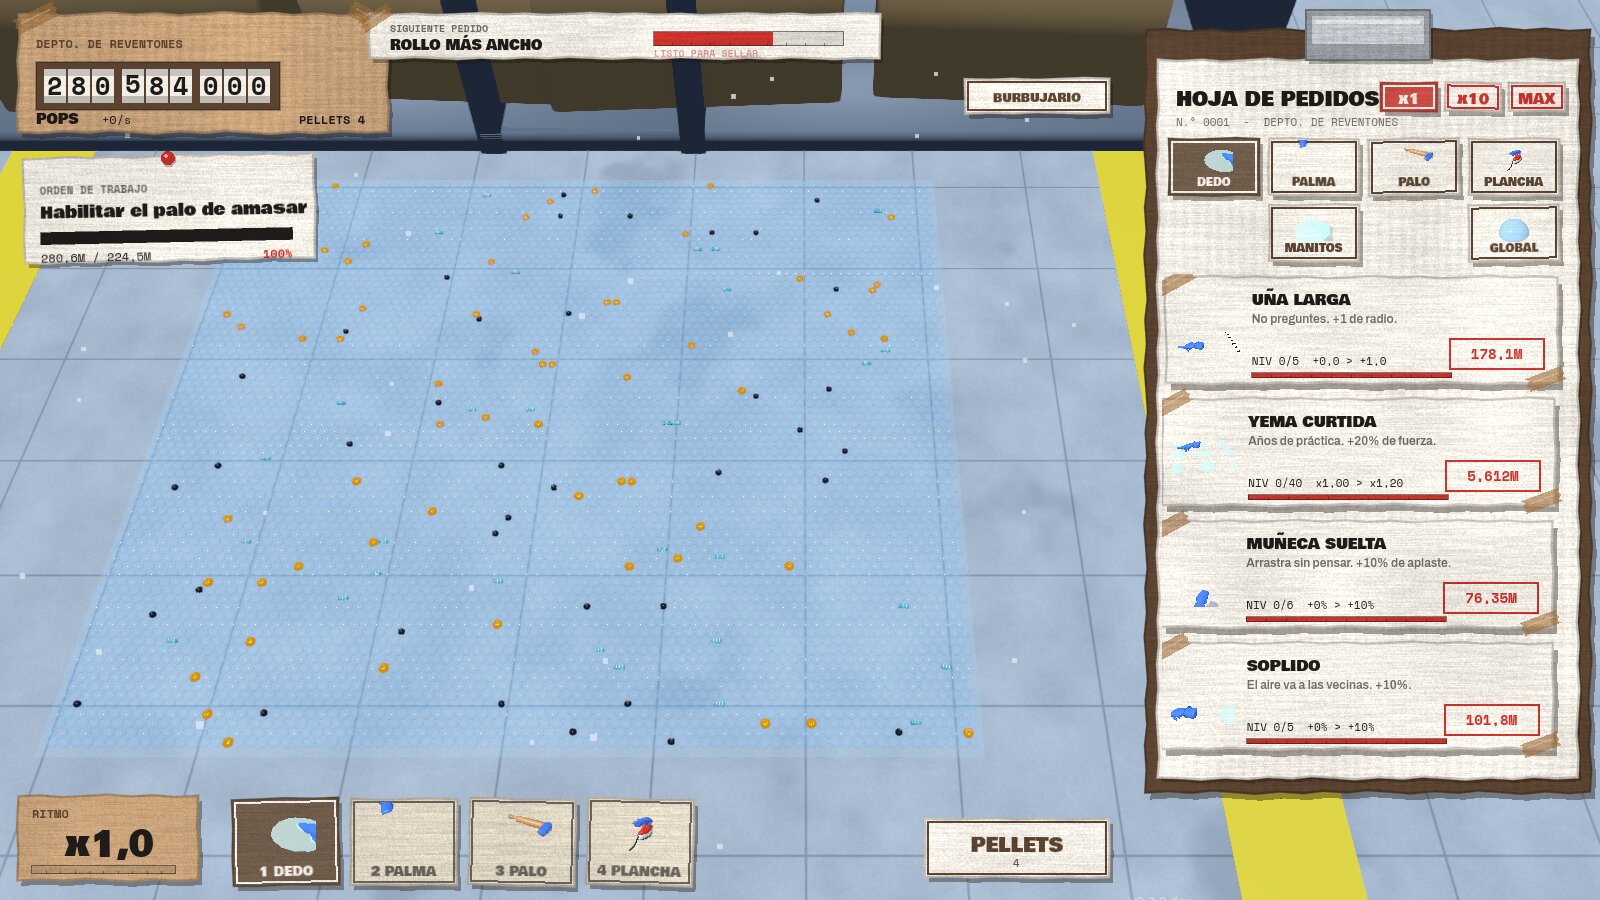 DEPTO. DE REVENTONES
280 584 000
POPS +0/s PELLETS 4
SIGUIENTE PEDIDO
ROLLO MÁS ANCHO
LISTO PARA SELLAR
BURBUJARIO
ORDEN DE TRABAJO
Habilitar el palo de amasar
280,6M / 224,5M 100%
HOJA DE PEDIDOS x1 x10 MAX
N.° 0001 - DEPTO. DE REVENTONES
DEDO PALMA PALO PLANCHA
MANITOS GLOBAL
UÑA LARGA
No preguntes. +1 de radio.
NIV 0/5 +0,0 > +1,0 178,1M
YEMA CURTIDA
Años de práctica. +20% de fuerza.
NIV 0/40 x1,00 > x1,20 5,612M
MUÑECA SUELTA
Arrastra sin pensar. +10% de aplaste.
NIV 0/6 +0% > +10% 76,35M
SOPLIDO
El aire va a las vecinas. +10%.
NIV 0/5 +0% > +10% 101,8M
RITMO
x1,0
1 DEDO 2 PALMA 3 PALO 4 PLANCHA
PELLETS
4